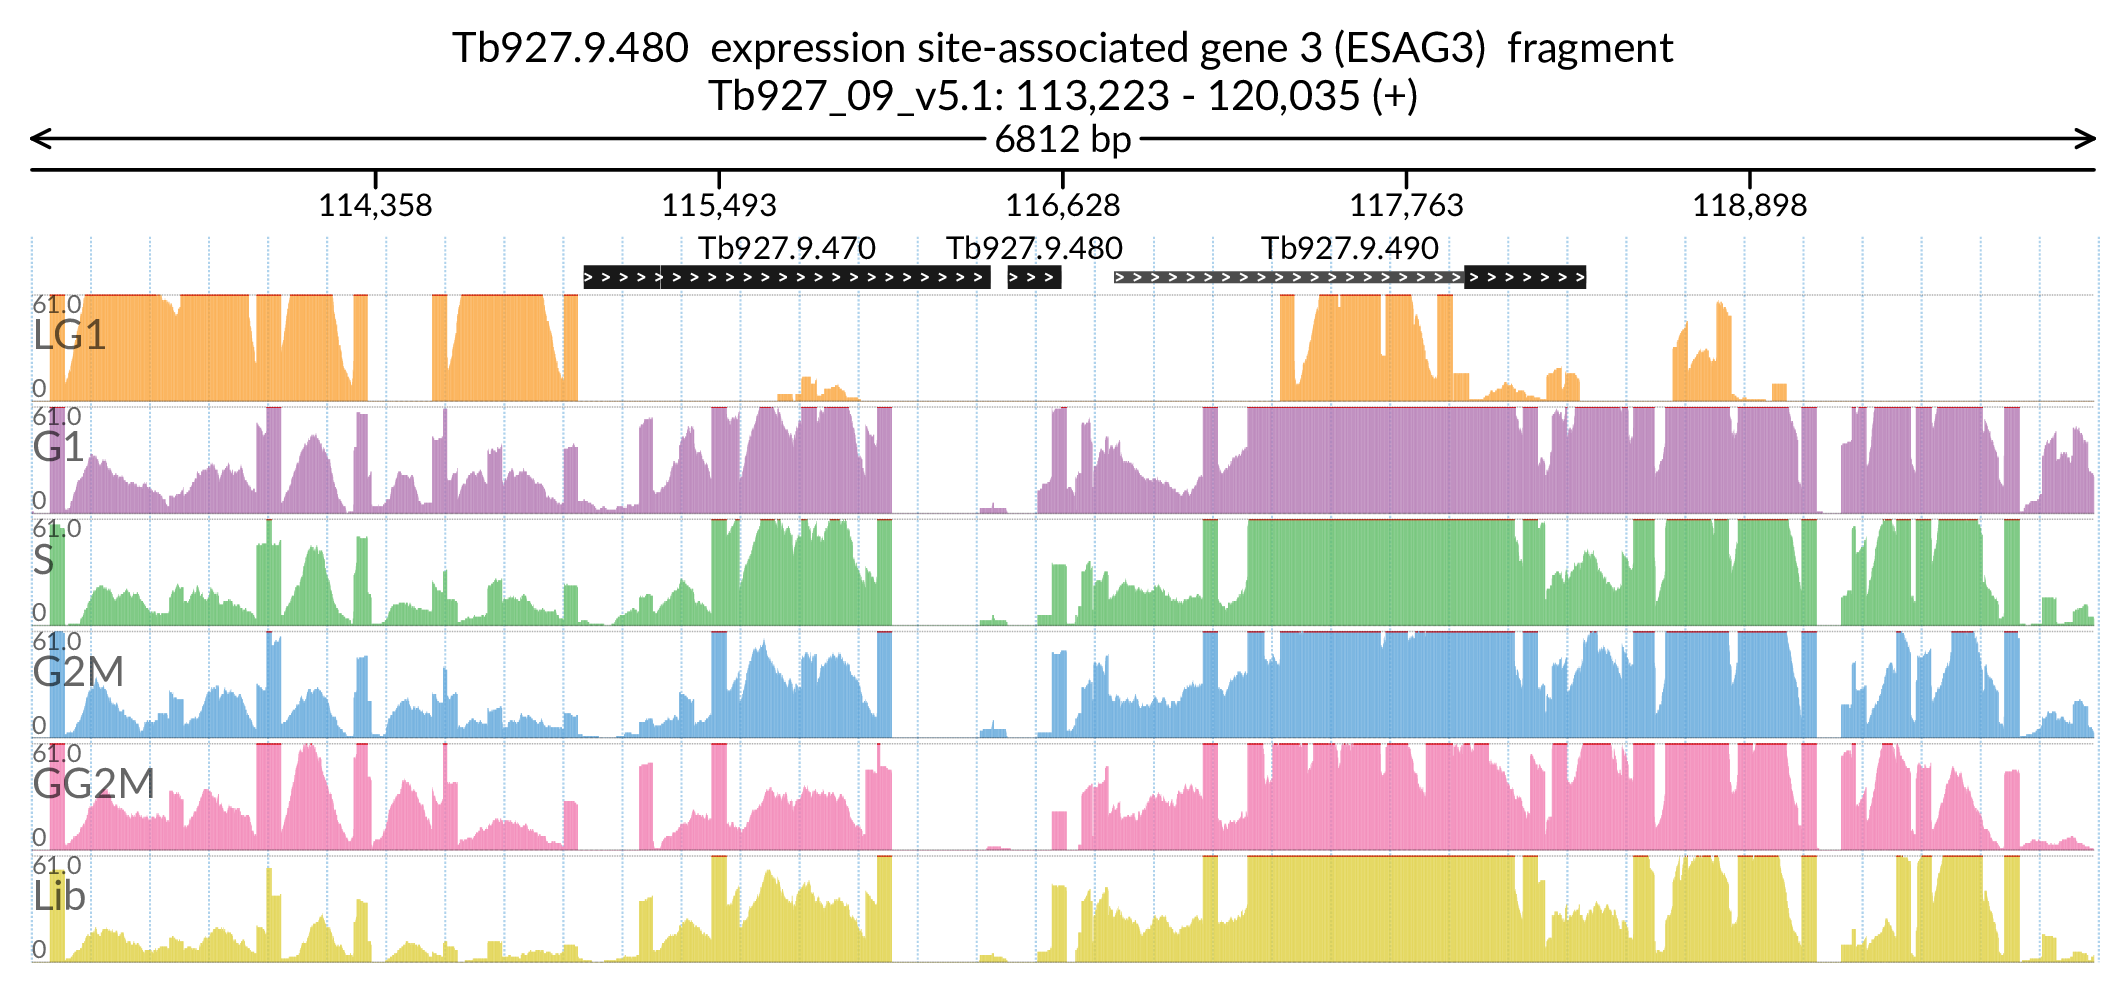 Tb927.9.480 expression site-associated gene 3 (ESAG3) fragment
Tb927_09_v5.1: 113,223 - 120,035 (+)
6812 bp
114,358 115,493 116,628 117,763 118,898
Tb927.9.470 Tb927.9.480 Tb927.9.490
61.0
LG1
0
61.0
G1
0
61.0
S
0
61.0
G2M
0
61.0
GG2M
0
61.0
Lib
0